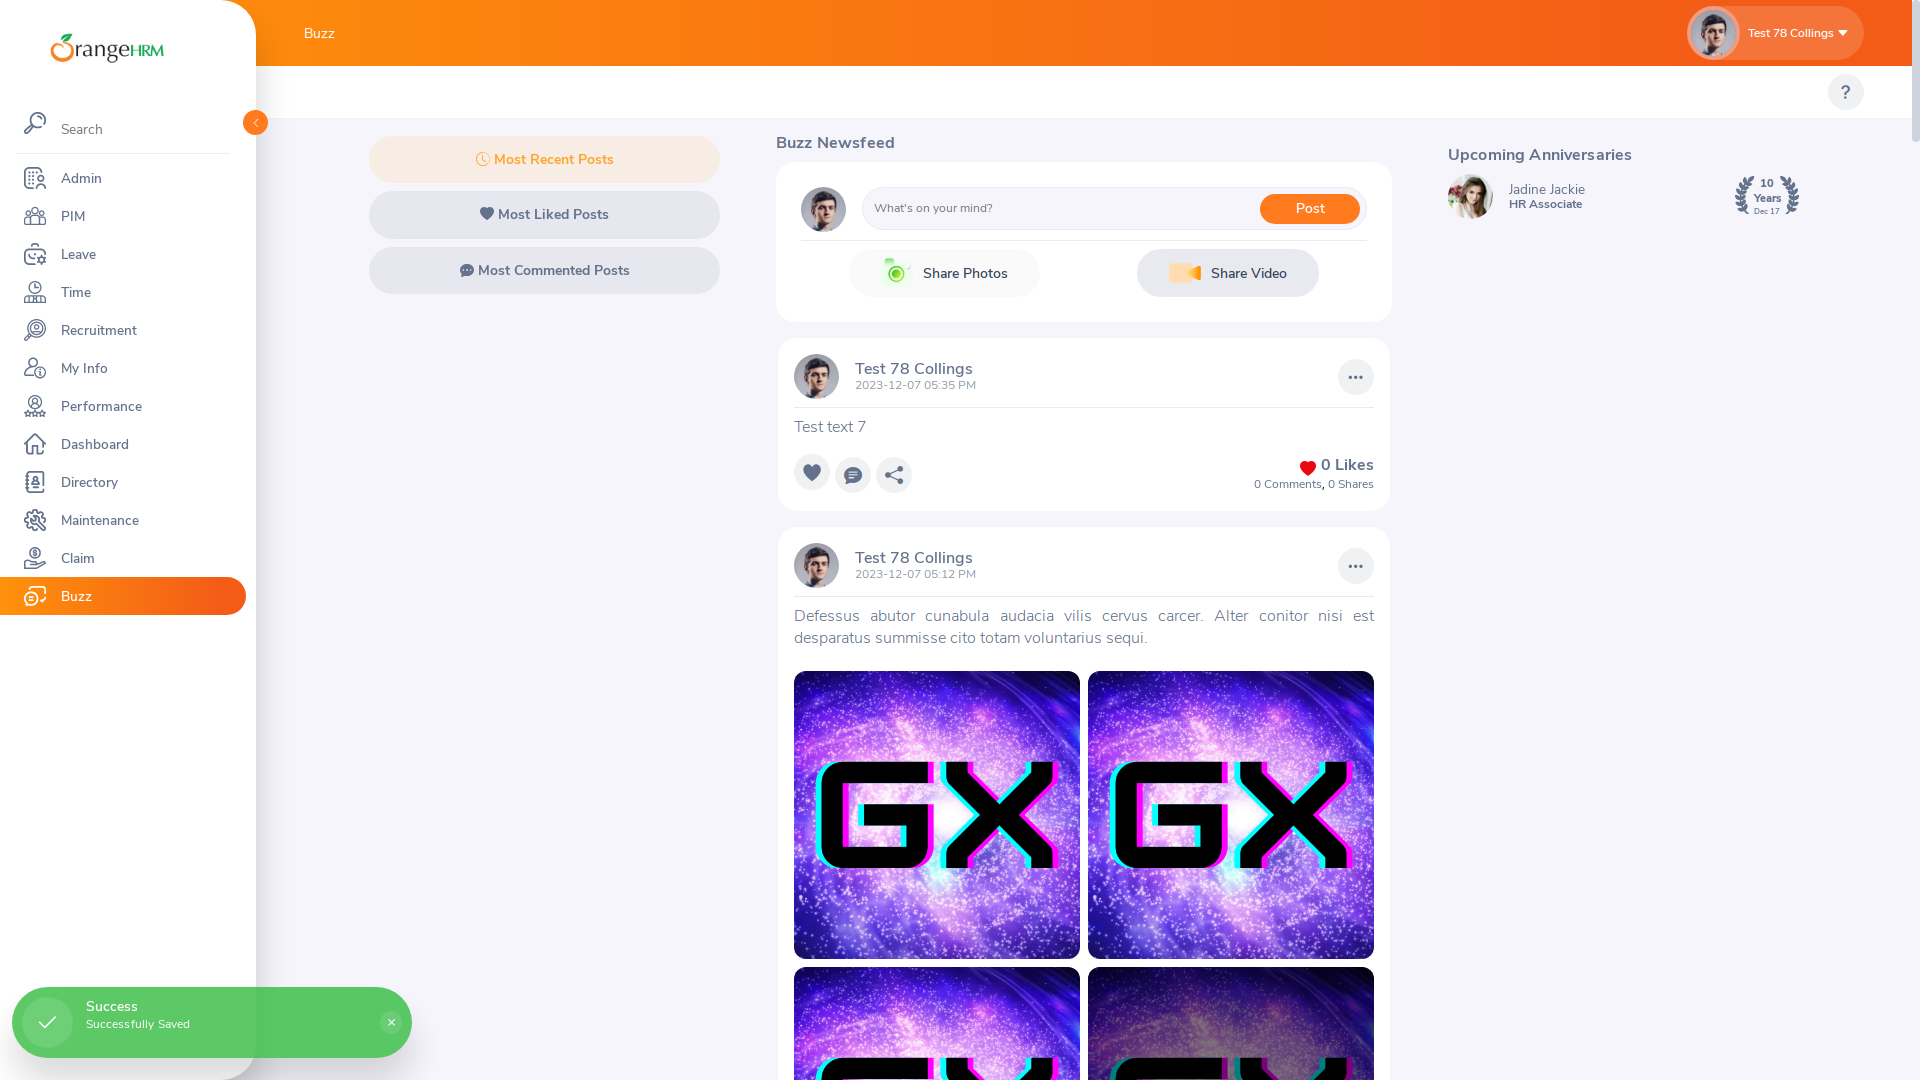 OrangeHRM
Search
Admin
PIM
Leave
Time
Recruitment
My Info
Performance
Dashboard
Directory
Maintenance
Claim
Buzz
Buzz
Test 78 Collings
?
Most Recent Posts
Most Liked Posts
Most Commented Posts
Buzz Newsfeed
What's on your mind?
Post
Share Photos
Share Video
Test 78 Collings
2023-12-07 05:35 PM
Test text 7
0 Likes
0 Comments, 0 Shares
Test 78 Collings
2023-12-07 05:12 PM
Defessus abutor cunabula audacia vilis cervus carcer. Alter conitor nisi est
desparatus summisse cito totam voluntarius sequi.
GX
GX
Upcoming Anniversaries
Jadine Jackie
HR Associate
10
Years
Dec 17
Success
Successfully Saved